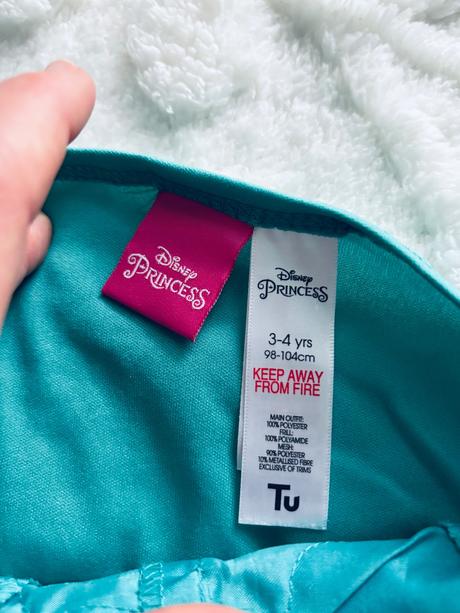 Disney
PRINCESS
Disney
PRINCESS
3-4 yrs
98-104cm
KEEP AWAY
FROM FIRE
MAIN OUTFIT:
100% POLYESTER
FRILL:
100% POLYAMIDE
MESH:
90% POLYESTER
10% METALLISED FIBRE
EXCLUSIVE OF TRIMS
Tu